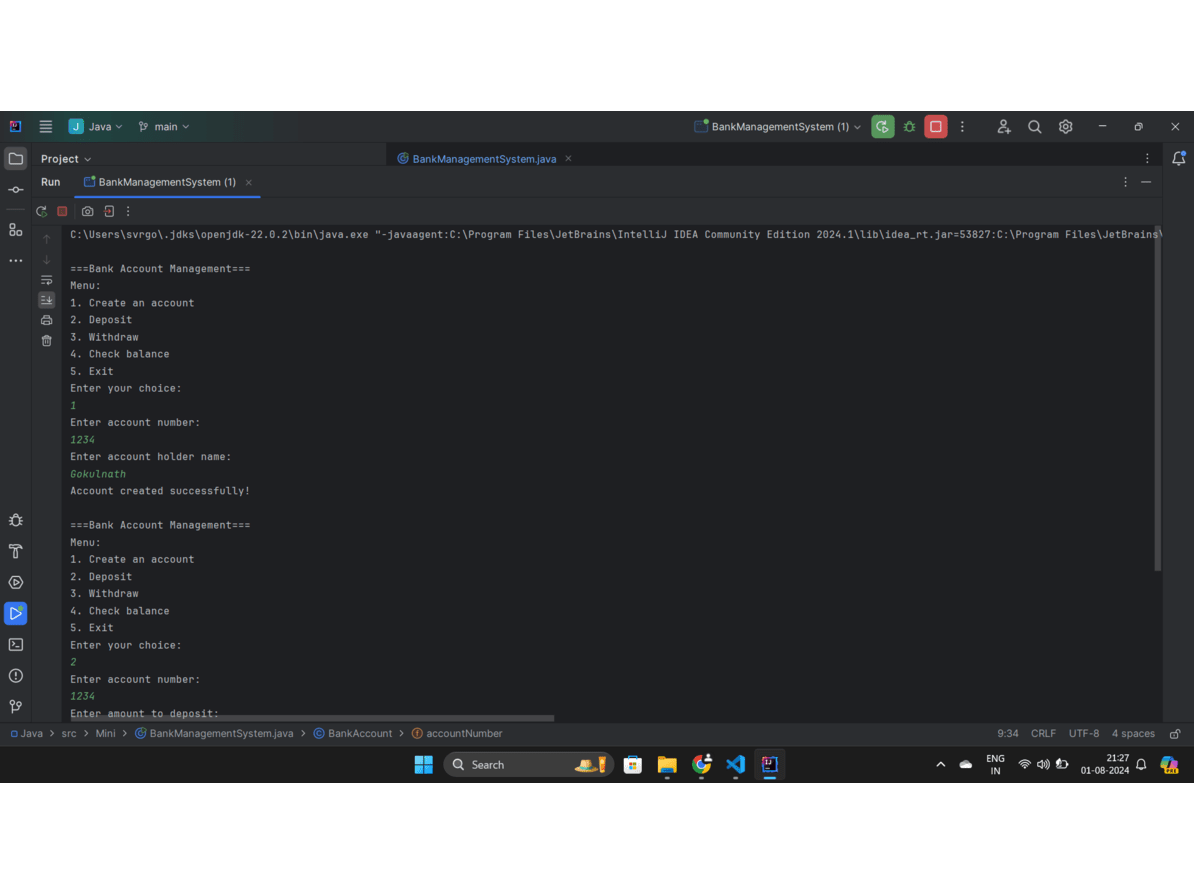 J Java main BankManagementSystem (1)
Project BankManagementSystem.java
Run BankManagementSystem (1)
C:\Users\svrgo\.jdks\openjdk-22.0.2\bin\java.exe "-javaagent:C:\Program Files\JetBrains\IntelliJ IDEA Community Edition 2024.1\lib\idea_rt.jar=53827:C:\Program Files\JetBrains\
===Bank Account Management===
Menu:
1. Create an account
2. Deposit
3. Withdraw
4. Check balance
5. Exit
Enter your choice:
1
Enter account number:
1234
Enter account holder name:
Gokulnath
Account created successfully!
===Bank Account Management===
Menu:
1. Create an account
2. Deposit
3. Withdraw
4. Check balance
5. Exit
Enter your choice:
2
Enter account number:
1234
Enter amount to deposit:
Java > src > Mini > BankManagementSystem.java > BankAccount > accountNumber 9:34 CRLF UTF-8 4 spaces
Search ENG IN 21:27 01-08-2024